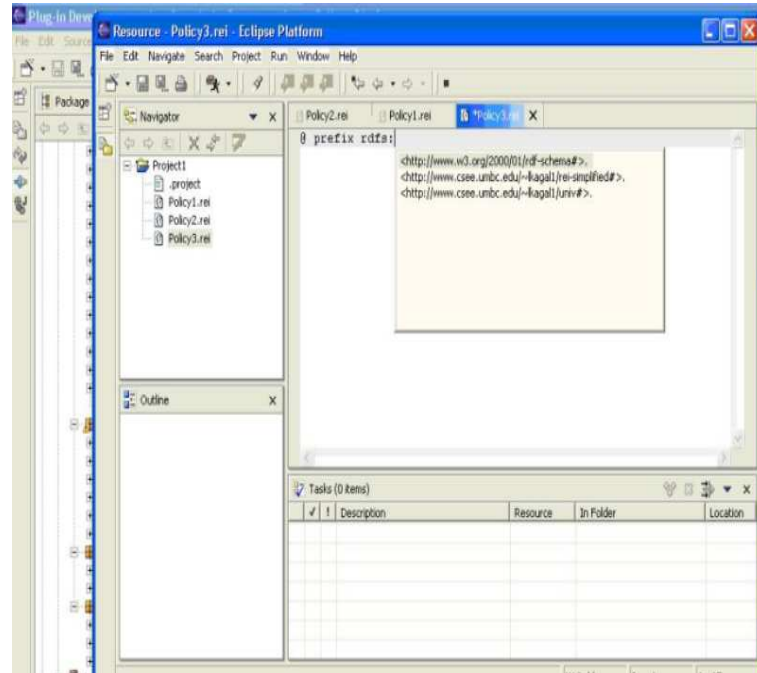 Plug-in Deve
File Edit Source
Package
Resource - Policy3.rei - Eclipse Platform
File Edit Navigate Search Project Run Window Help
Navigator
Project1
.project
Policy1.rei
Policy2.rei
Policy3.rei
Policy2.rei
Policy1.rei
*Policy3.rei
@ prefix rdfs:
<http://www.w3.org/2000/01/rdf-schema#>.
<http://www.csee.umbc.edu/~lkagal1/rei-simplified#>.
<http://www.csee.umbc.edu/~lkagal1/univ#>.
Outline
Tasks (0 items)
✓ ! Description Resource In Folder Location